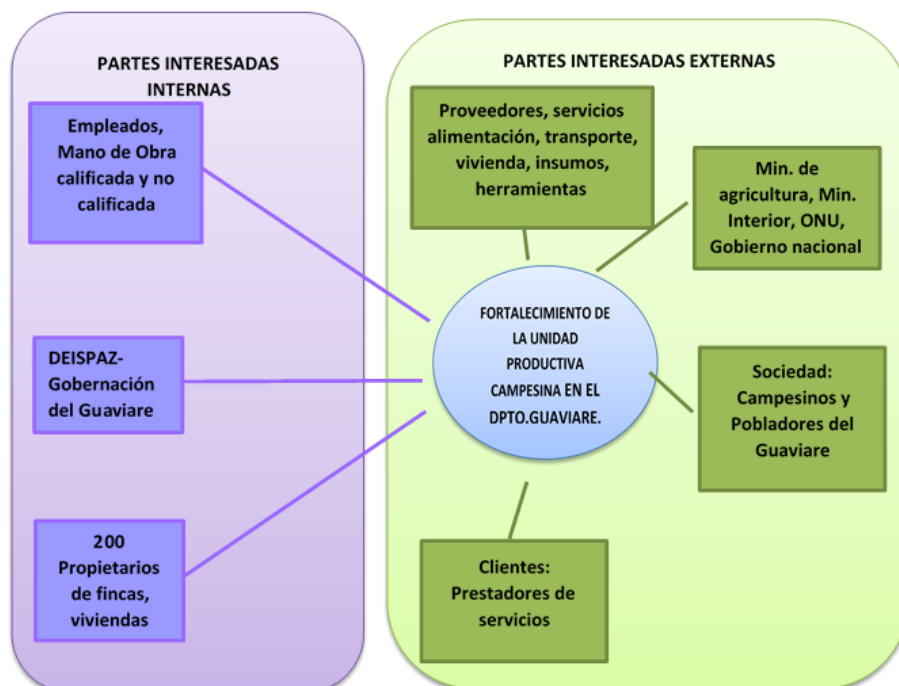 PARTES INTERESADAS
INTERNAS
Empleados,
Mano de Obra
calificada y no
calificada
DEISPAZ-
Gobernación
del Guaviare
200
Propietarios
de fincas,
viviendas
PARTES INTERESADAS EXTERNAS
Proveedores, servicios
alimentación, transporte,
vivienda, insumos,
herramientas
Min. de
agricultura, Min.
Interior, ONU,
Gobierno nacional
FORTALECIMIENTO DE
LA UNIDAD
PRODUCTIVA
CAMPESINA EN EL
DPTO.GUAVIARE.
Sociedad:
Campesinos y
Pobladores del
Guaviare
Clientes:
Prestadores de
servicios